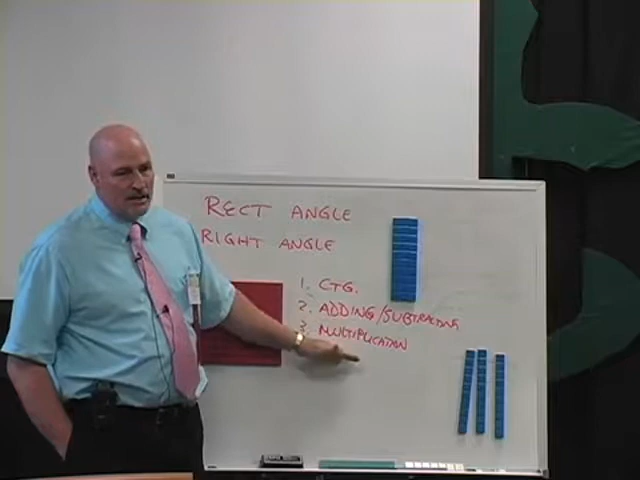 RECT ANGLE
RIGHT ANGLE
1. CTG.
2. ADDING/SUBTRACTING
3. MULTIPLICATION